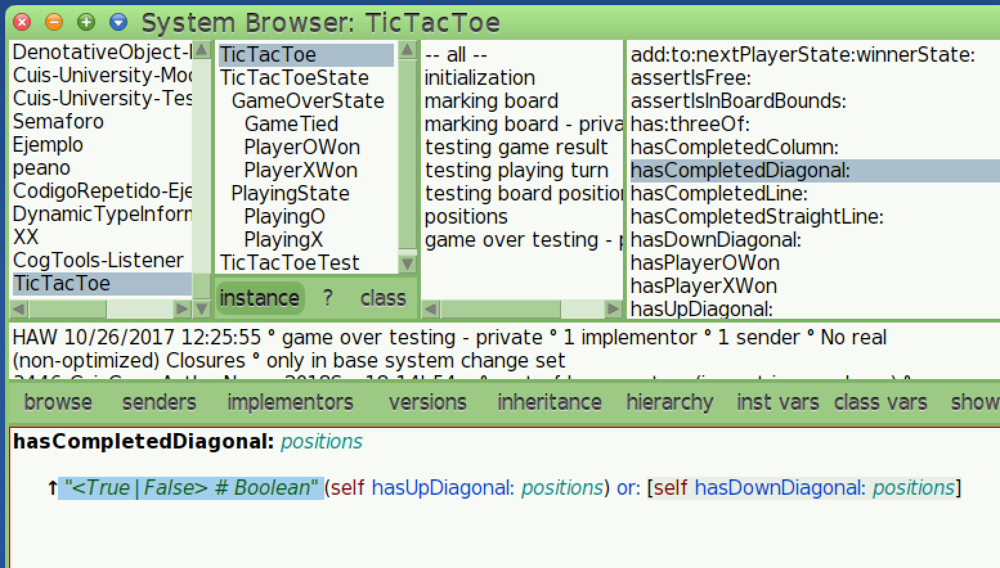 System Browser: TicTacToe
DenotativeObject-
Cuis-University-Mo
Cuis-University-Tes
Semaforo
Ejemplo
peano
CodigoRepetido-Eje
DynamicTypeInform
XX
CogTools-Listener
TicTacToe
TicTacToe
TicTacToeState
GameOverState
GameTied
PlayerOWon
PlayerXWon
PlayingState
PlayingO
PlayingX
TicTacToeTest
instance ? class
-- all --
initialization
marking board
marking board - priva
testing game result
testing playing turn
testing board position
positions
game over testing - p
add:to:nextPlayerState:winnerState:
assertIsFree:
assertIsInBoardBounds:
has:threeOf:
hasCompletedColumn:
hasCompletedDiagonal:
hasCompletedLine:
hasCompletedStraightLine:
hasDownDiagonal:
hasPlayerOWon
hasPlayerXWon
hasUpDiagonal:
HAW 10/26/2017 12:25:55 ° game over testing - private ° 1 implementor ° 1 sender ° No real
(non-optimized) Closures ° only in base system change set
browse senders implementors versions inheritance hierarchy inst vars class vars show
hasCompletedDiagonal: positions
↑ "<True | False> # Boolean" (self hasUpDiagonal: positions) or: [self hasDownDiagonal: positions]